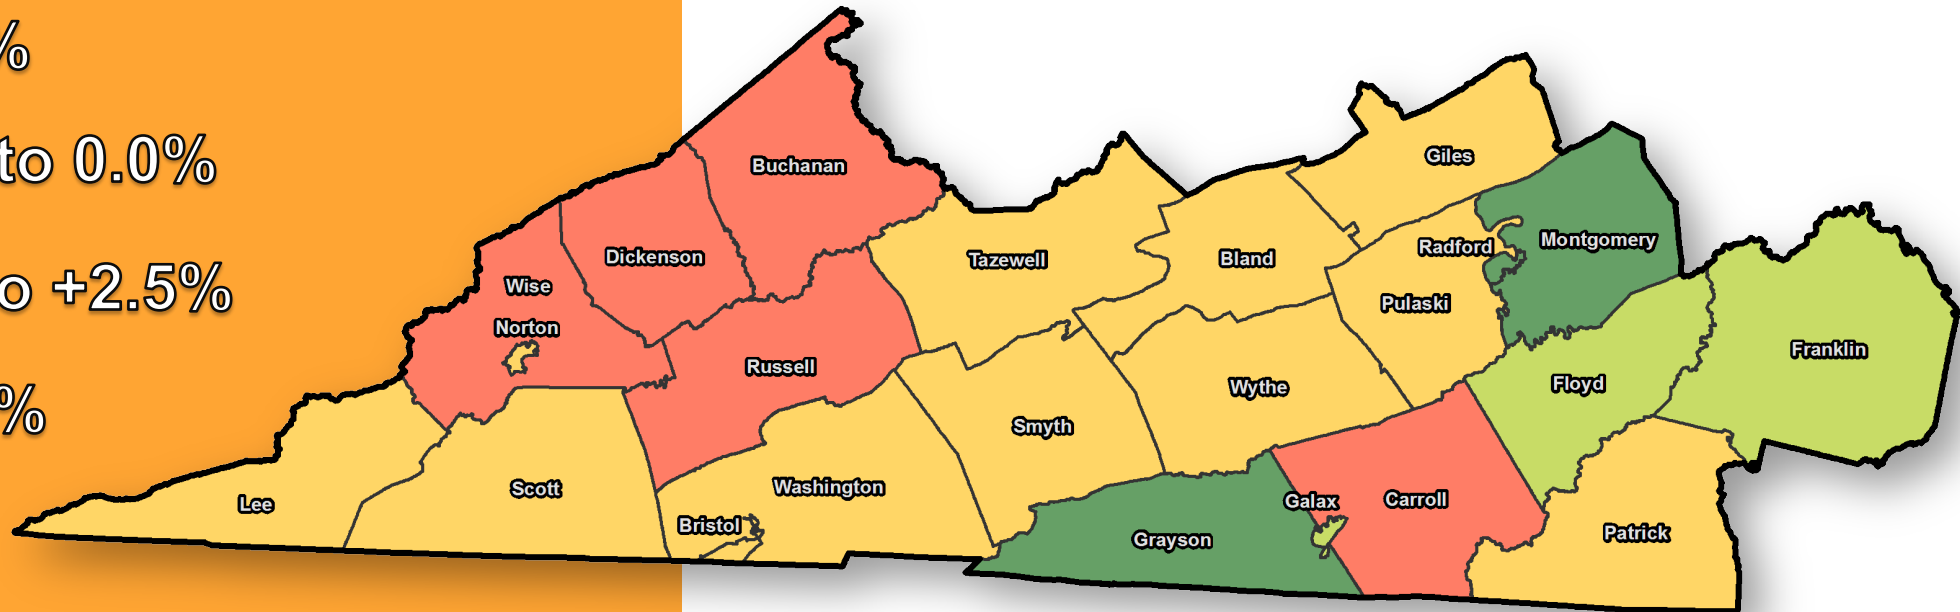 %
to 0.0%
o +2.5%
%
Buchanan
Giles
Montgomery
Radford
Dickenson
Tazewell
Bland
Wise
Pulaski
Norton
Franklin
Russell
Floyd
Wythe
Smyth
Washington
Scott
Galax
Carroll
Lee
Bristol
Patrick
Grayson